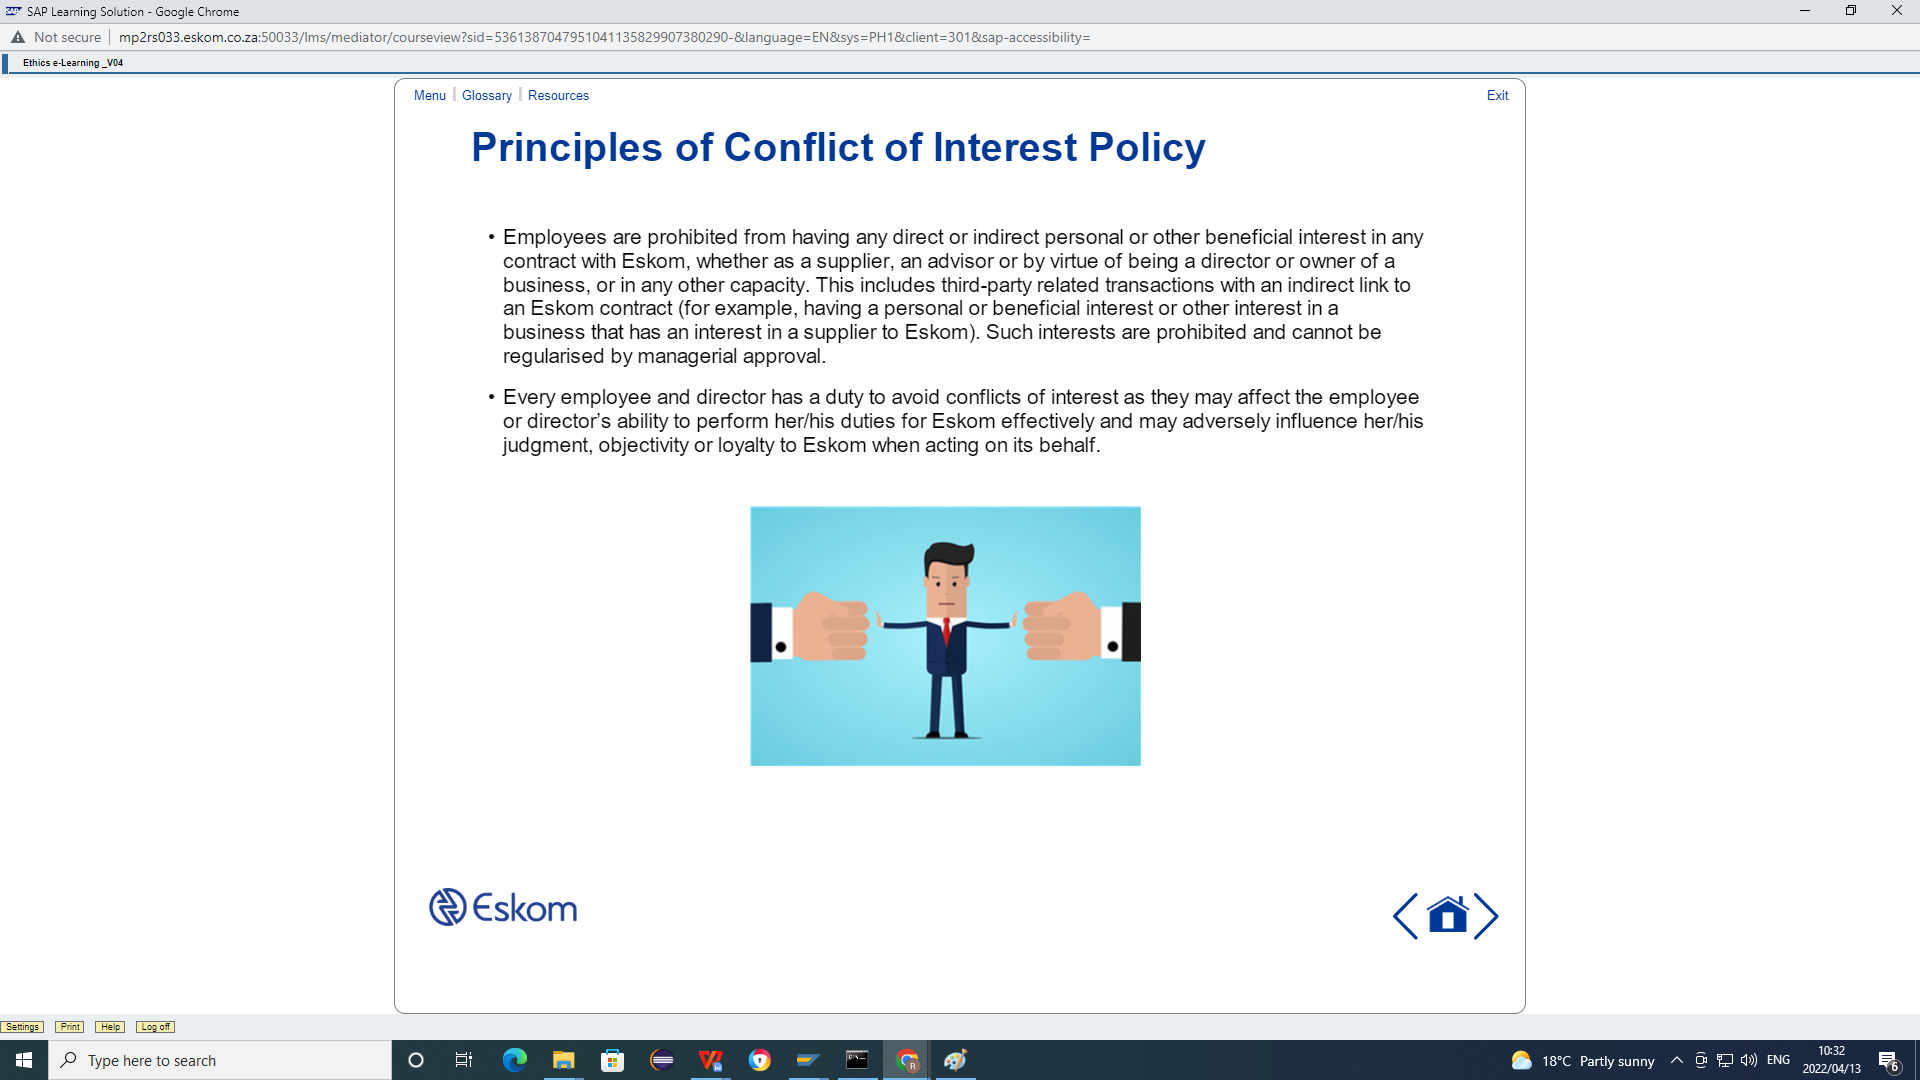 SAP Learning Solution - Google Chrome
Not secure
mp2rs033.eskom.co.za:50033/lms/mediator/courseview?sid=5361387047951041135829907380290-&language=EN&sys=PH1&client=301&sap-accessibility=
Ethics e-Learning _V04
Menu
Glossary
Resources
Exit
Principles of Conflict of Interest Policy
• Employees are prohibited from having any direct or indirect personal or other beneficial interest in any
contract with Eskom, whether as a supplier, an advisor or by virtue of being a director or owner of a
business, or in any other capacity. This includes third-party related transactions with an indirect link to
an Eskom contract (for example, having a personal or beneficial interest or other interest in a
business that has an interest in a supplier to Eskom). Such interests are prohibited and cannot be
regularised by managerial approval.
• Every employee and director has a duty to avoid conflicts of interest as they may affect the employee
or director's ability to perform her/his duties for Eskom effectively and may adversely influence her/his
judgment, objectivity or loyalty to Eskom when acting on its behalf.
Eskom
Settings
Print
Help
Log off
Type here to search
18°C Partly sunny
ENG
10:32
2022/04/13
6